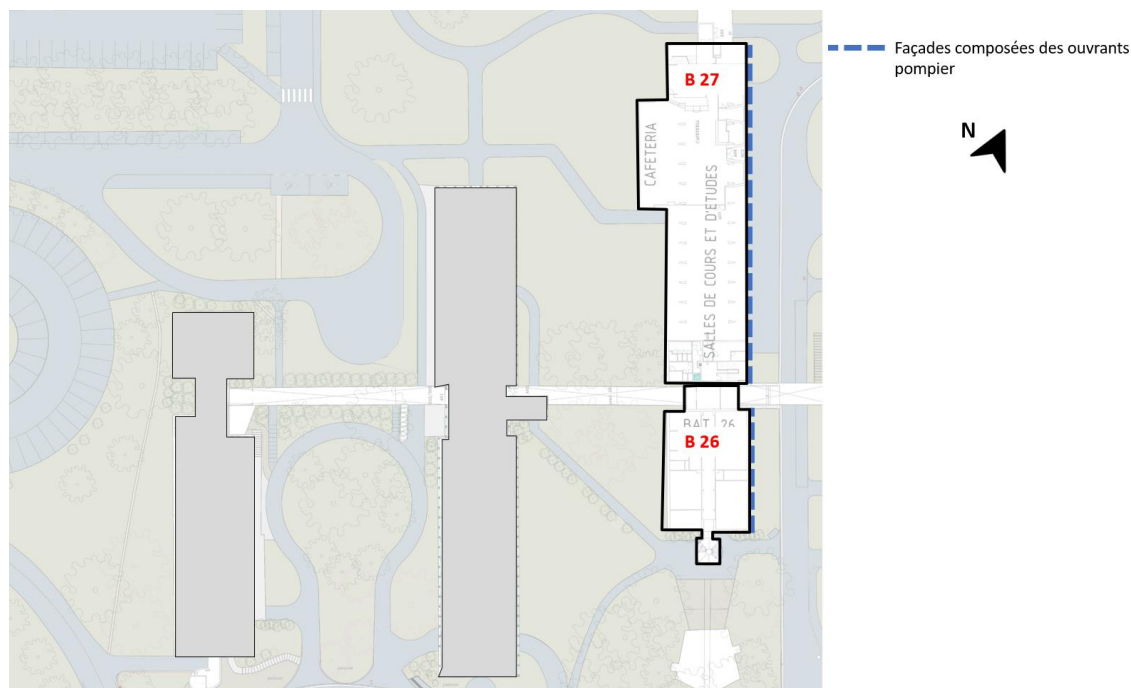 Façades composées des ouvrants
pompier
N
B 27
CAFETERIA
SALLES DE COURS ET D'ETUDES
BAT 26
B 26